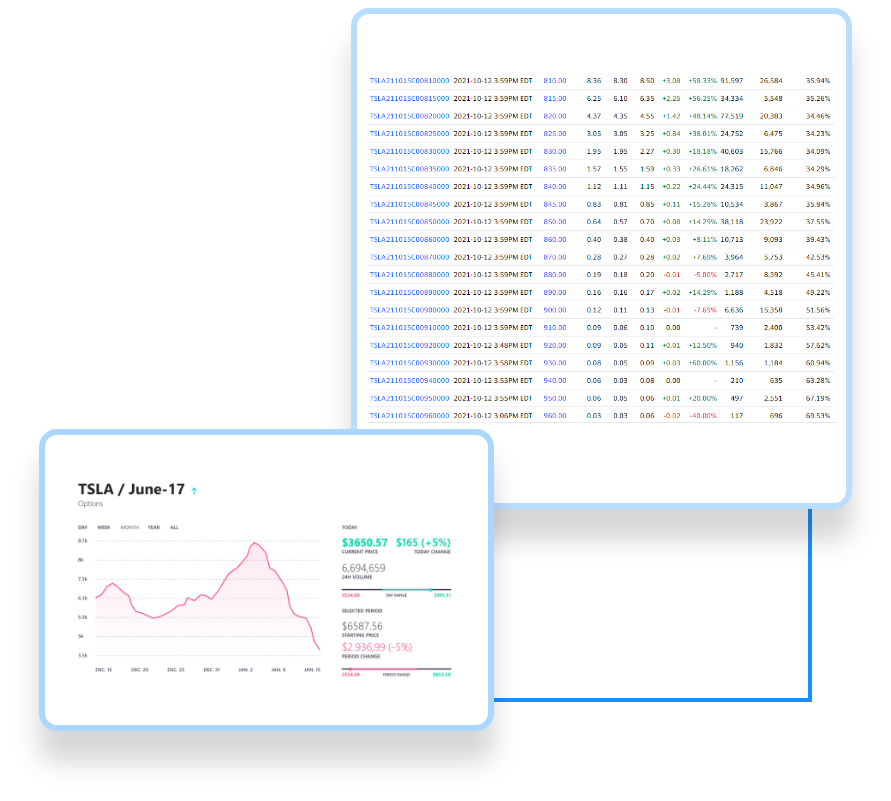 TSLA211015C00810000 2021-10-12 3:59PM EDT 810.00 8.36 8.30 8.50 +3.08 +58.33% 91,597 26,584 35.94%
TSLA211015C00815000 2021-10-12 3:59PM EDT 815.00 6.25 6.10 6.35 +2.25 +56.25% 34,334 5,548 35.26%
TSLA211015C00820000 2021-10-12 3:59PM EDT 820.00 4.37 4.35 4.55 +1.42 +48.14% 77,519 20,383 34.46%
TSLA211015C00825000 2021-10-12 3:59PM EDT 825.00 3.05 3.05 3.25 +0.84 +38.01% 24,752 6,475 34.23%
TSLA211015C00830000 2021-10-12 3:59PM EDT 830.00 1.95 1.95 2.27 +0.30 +18.18% 40,603 15,766 34.09%
TSLA211015C00835000 2021-10-12 3:59PM EDT 835.00 1.57 1.55 1.59 +0.33 +26.61% 18,262 6,846 34.29%
TSLA211015C00840000 2021-10-12 3:59PM EDT 840.00 1.12 1.11 1.15 +0.22 +24.44% 24,315 11,047 34.96%
TSLA211015C00845000 2021-10-12 3:59PM EDT 845.00 0.83 0.81 0.85 +0.11 +15.28% 10,534 3,867 35.84%
TSLA211015C00850000 2021-10-12 3:59PM EDT 850.00 0.64 0.57 0.70 +0.08 +14.29% 38,118 23,922 37.55%
TSLA211015C00860000 2021-10-12 3:59PM EDT 860.00 0.40 0.38 0.40 +0.03 +8.11% 10,713 9,093 39.43%
TSLA211015C00870000 2021-10-12 3:59PM EDT 870.00 0.28 0.27 0.28 +0.02 +7.69% 3,964 5,753 42.53%
TSLA211015C00880000 2021-10-12 3:59PM EDT 880.00 0.19 0.18 0.20 -0.01 -5.00% 2,717 8,592 45.41%
TSLA211015C00890000 2021-10-12 3:59PM EDT 890.00 0.16 0.16 0.17 +0.02 +14.29% 1,188 4,518 49.22%
TSLA211015C00900000 2021-10-12 3:59PM EDT 900.00 0.12 0.11 0.13 -0.01 -7.69% 6,636 15,358 51.56%
TSLA211015C00910000 2021-10-12 3:59PM EDT 910.00 0.09 0.06 0.10 0.00 - 739 2,400 53.42%
TSLA211015C00920000 2021-10-12 3:48PM EDT 920.00 0.09 0.05 0.11 +0.01 +12.50% 940 1,832 57.62%
TSLA211015C00930000 2021-10-12 3:58PM EDT 930.00 0.08 0.05 0.09 +0.03 +60.00% 1,156 1,184 60.94%
TSLA211015C00940000 2021-10-12 3:53PM EDT 940.00 0.06 0.03 0.08 0.00 - 210 635 63.28%
TSLA211015C00950000 2021-10-12 3:55PM EDT 950.00 0.06 0.05 0.06 +0.01 +20.00% 497 2,551 67.19%
TSLA211015C00960000 2021-10-12 3:06PM EDT 960.00 0.03 0.03 0.06 -0.02 -40.00% 117 696 69.53%
TSLA / June-17 ↑
Options
DAY WEEK MONTH YEAR ALL
8.7k
8k
7.5k
6.5k
5.5k
5k
3.5k
DEC. 15 DEC. 20 DEC. 25 DEC. 31 JAN. 2 JAN. 8 JAN. 15
TODAY
$3650.57 $165 (+5%)
CURRENT PRICE TODAY CHANGE
6,694,659
24H VOLUME
DAY RANGE
SELECTED PERIOD
$6587.56
STARTING PRICE
$2.936,99 (-5%)
PERIOD CHANGE
PERIOD RANGE